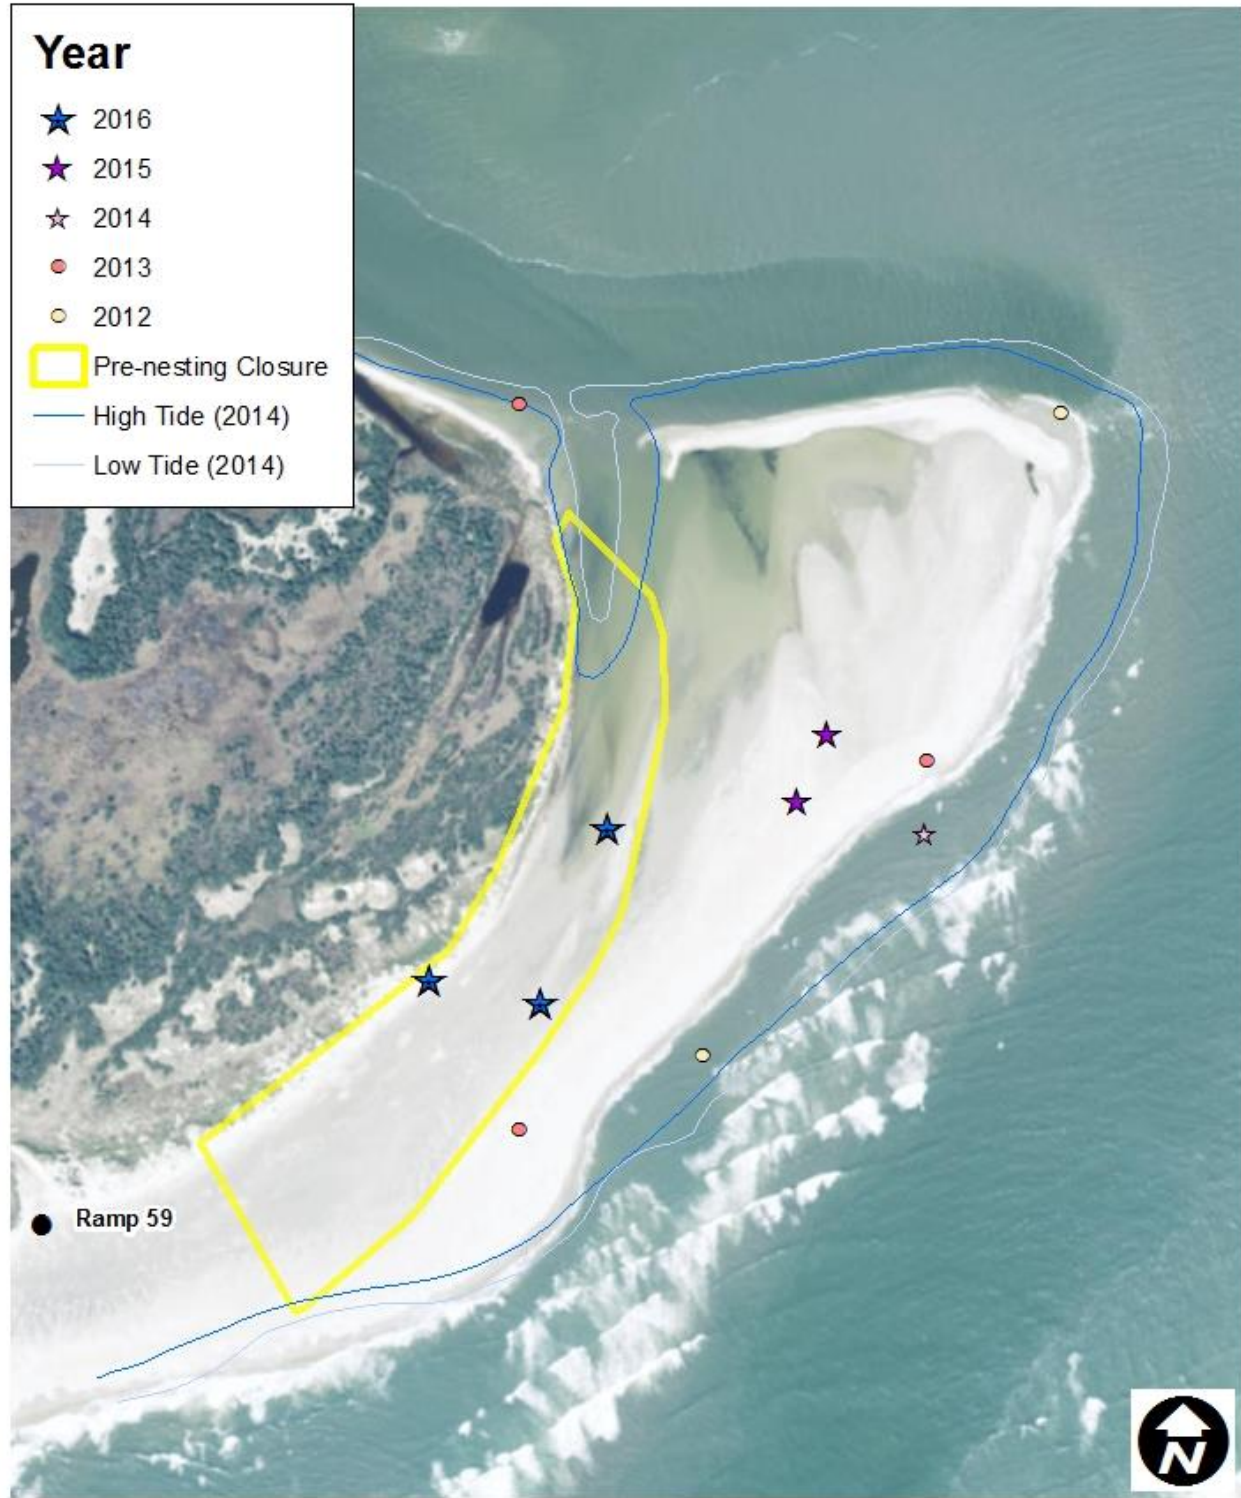 Year
2016
2015
2014
2013
2012
Pre-nesting Closure
High Tide (2014)
Low Tide (2014)
Ramp 59
N